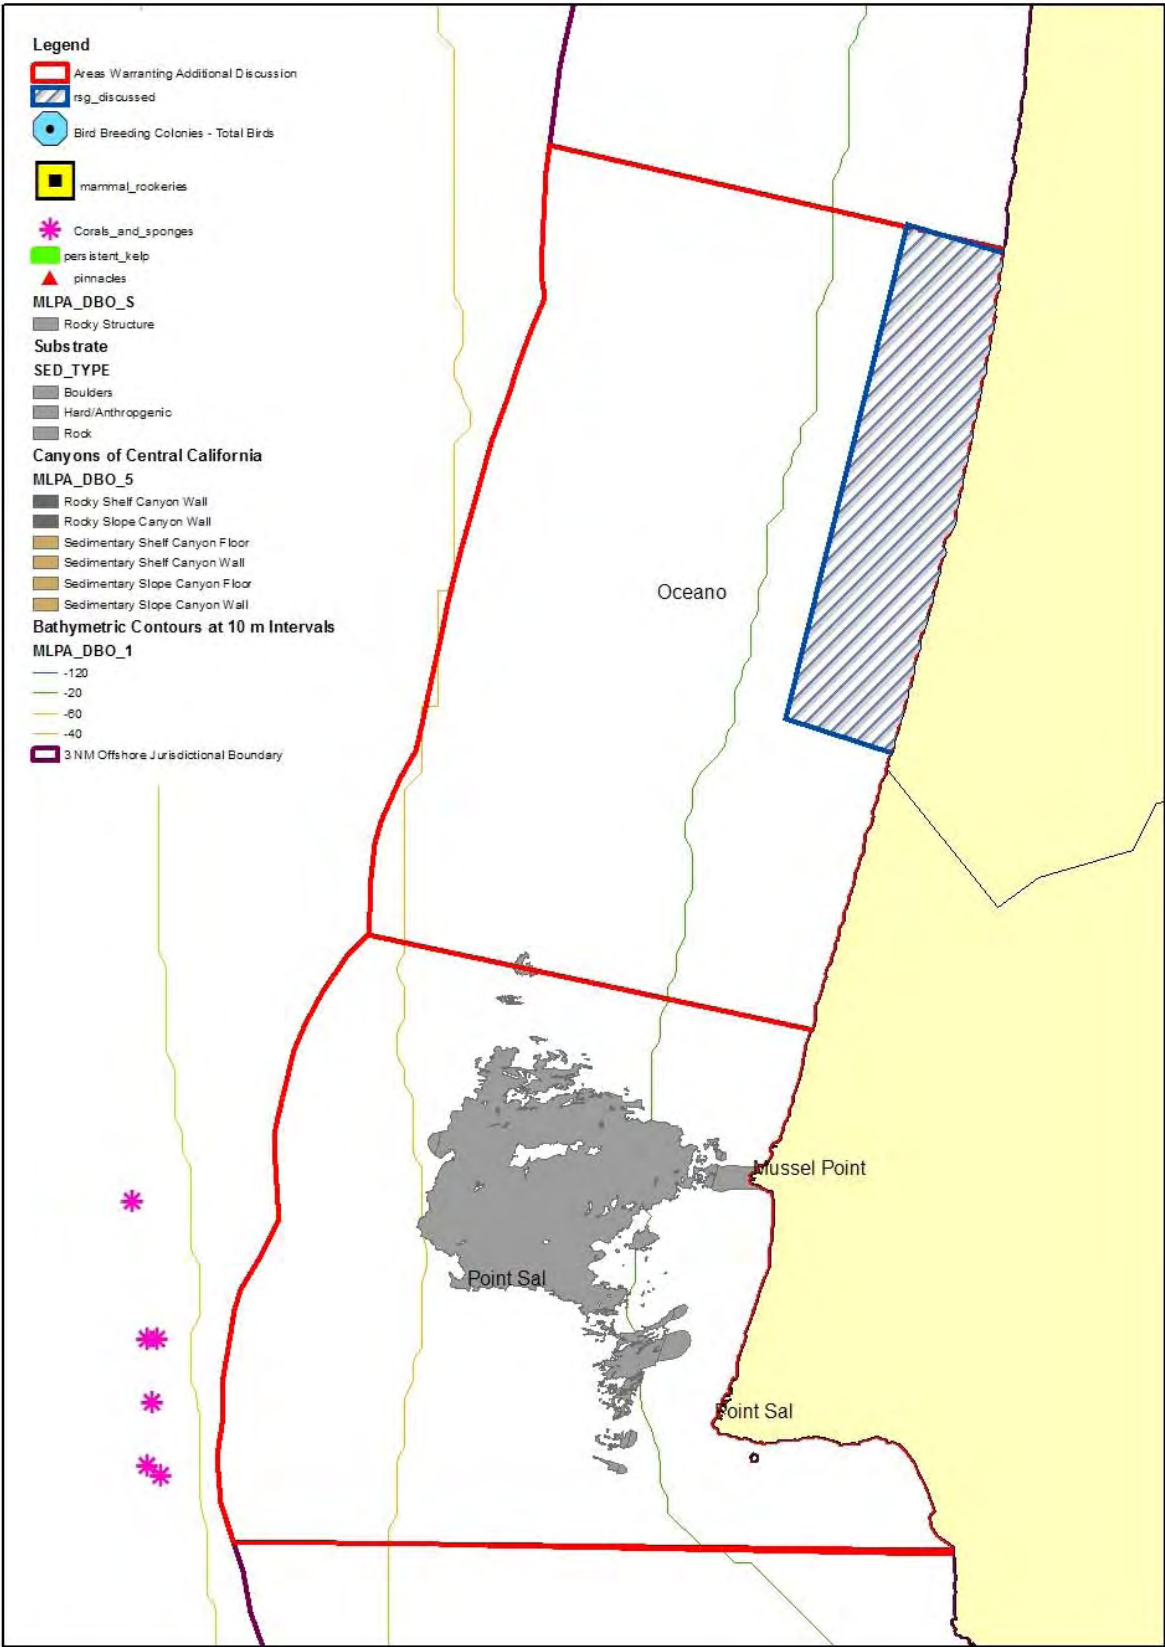 Legend
Areas Warranting Additional Discussion
rsg_discussed
Bird Breeding Colonies - Total Birds
mammal_rookeries
Corals_and_sponges
persistent_kelp
pinnacles
MLPA_DBO_S
Rocky Structure
Substrate
SED_TYPE
Boulders
Hard/Anthropgenic
Rock
Canyons of Central California
MLPA_DBO_5
Rocky Shelf Canyon Wall
Rocky Slope Canyon Wall
Sedimentary Shelf Canyon Floor
Sedimentary Shelf Canyon Wall
Sedimentary Slope Canyon Floor
Sedimentary Slope Canyon Wall
Bathymetric Contours at 10 m Intervals
MLPA_DBO_1
-120
-20
-60
-40
3 NM Offshore Jurisdictional Boundary
Oceano
Mussel Point
Point Sal
Point Sal